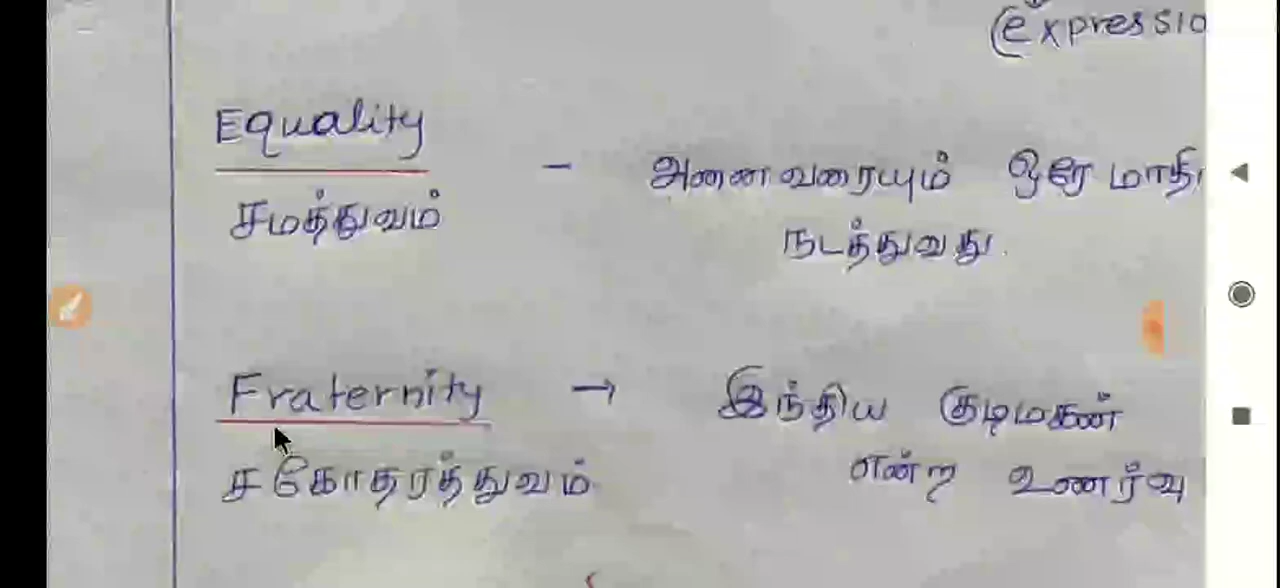 (expressio
Equality
- அனைவரையும் ஒரே மாதி
சமத்துவம்
நடத்துவது.
Fraternity → இந்திய குடிமகன்
சகோதரத்துவம் என்ற உணர்வு